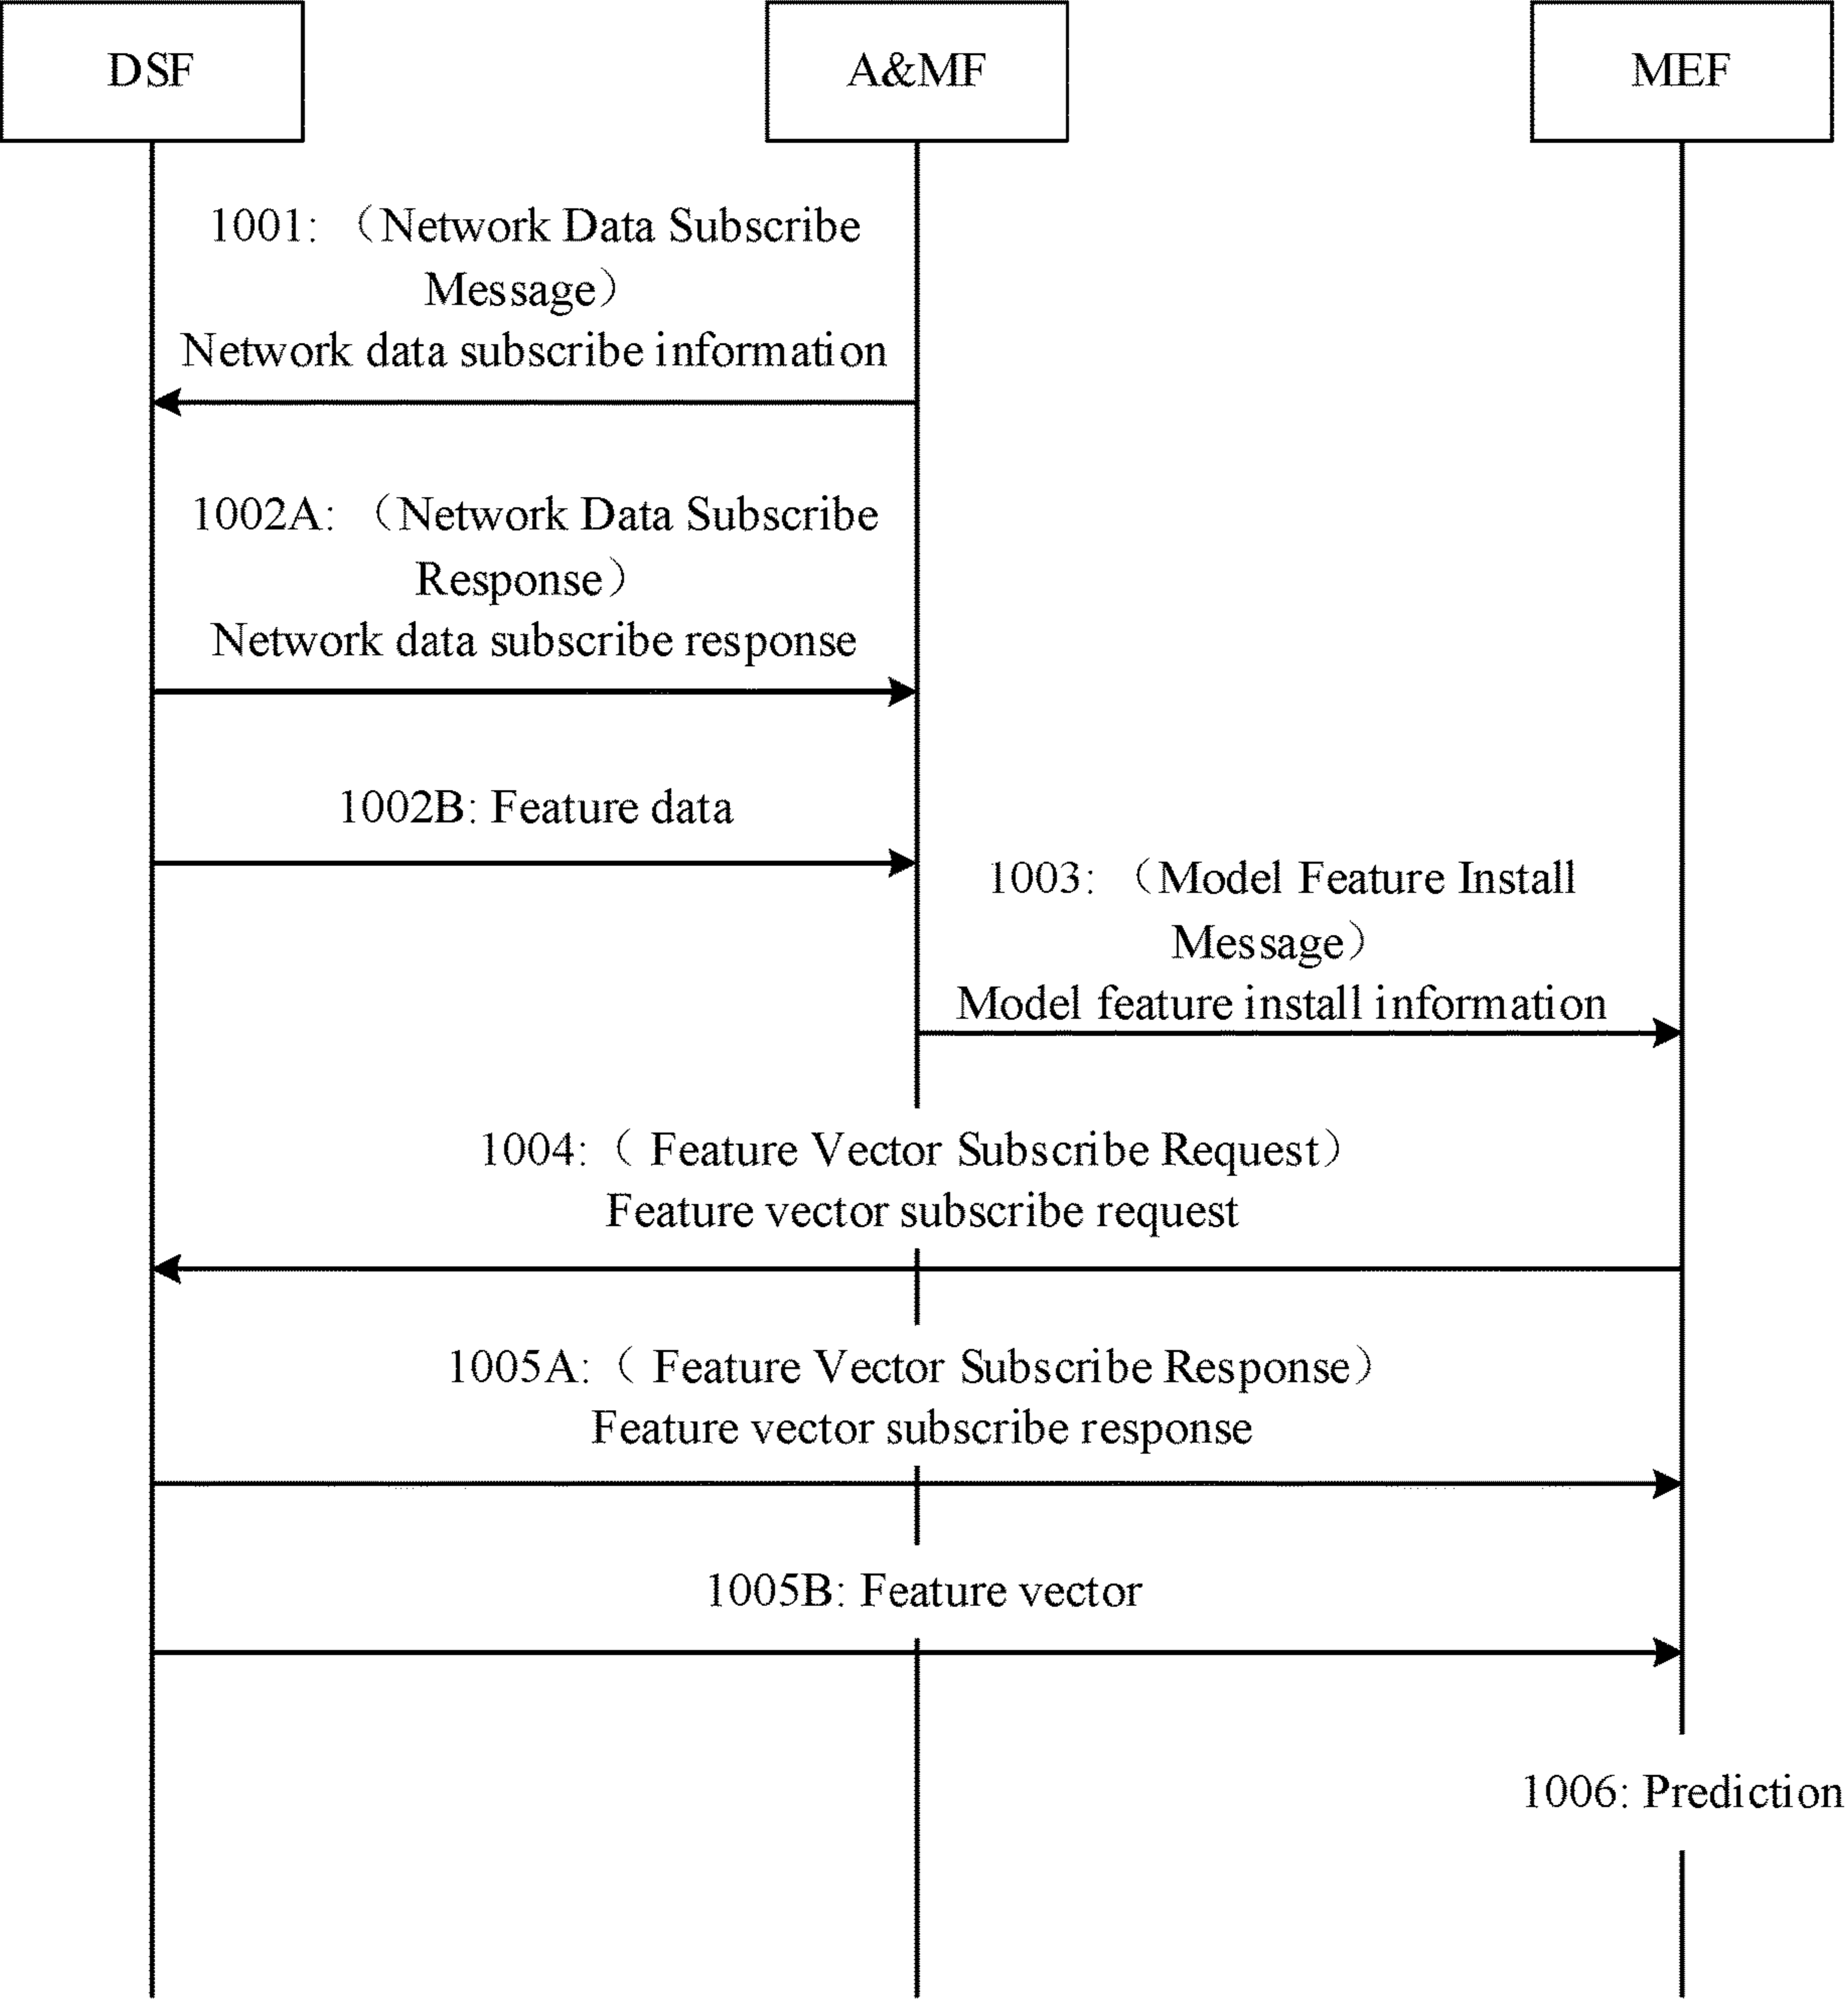 DSF
A&MF
MEF
1001: （Network Data Subscribe
Message）
Network data subscribe information
1002A: （Network Data Subscribe
Response）
Network data subscribe response
1002B: Feature data
1003: （Model Feature Install
Message）
Model feature install information
1004:（ Feature Vector Subscribe Request）
Feature vector subscribe request
1005A:（ Feature Vector Subscribe Response）
Feature vector subscribe response
1005B: Feature vector
1006: Prediction